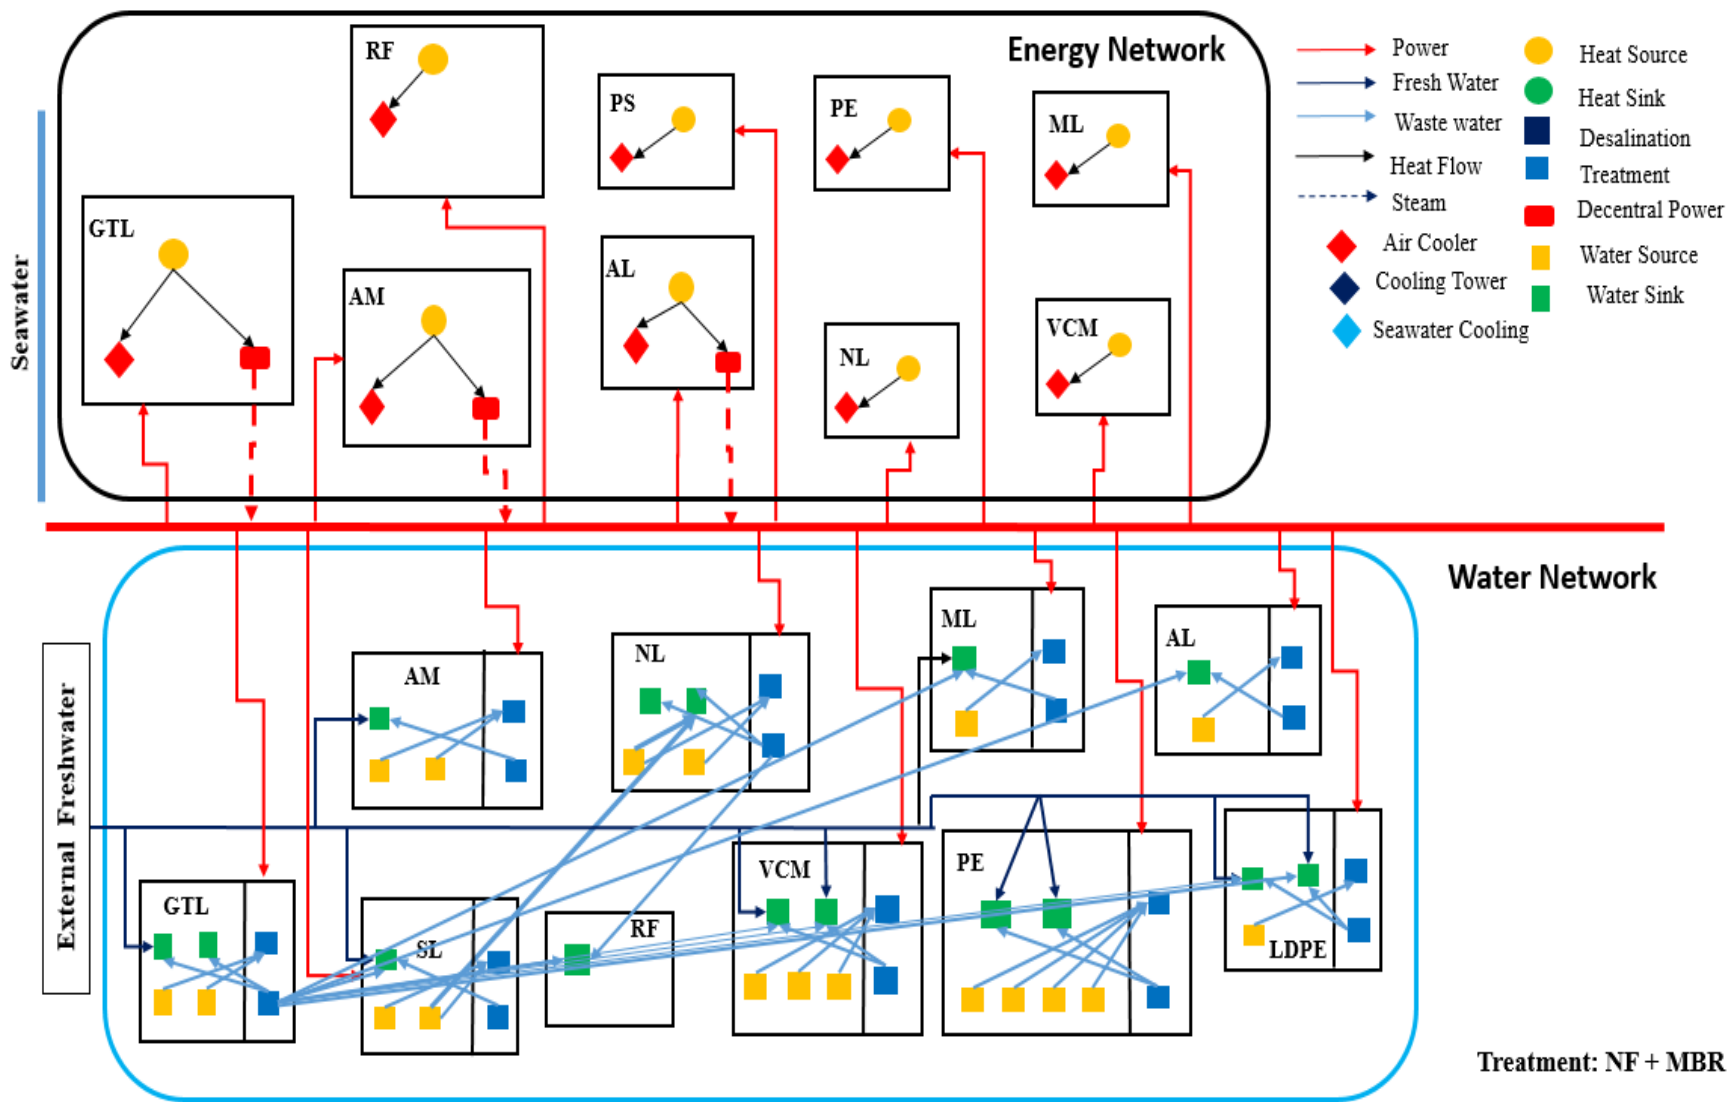 Energy Network
RF
PS
PE
ML
GTL
AM
AL
NL
VCM
Seawater
Power
Fresh Water
Waste water
Heat Flow
Steam
Air Cooler
Cooling Tower
Seawater Cooling
Heat Source
Heat Sink
Desalination
Treatment
Decentral Power
Water Source
Water Sink
Water Network
External Freshwater
AM
NL
ML
AL
GTL
SL
RF
VCM
PE
LDPE
Treatment: NF + MBR